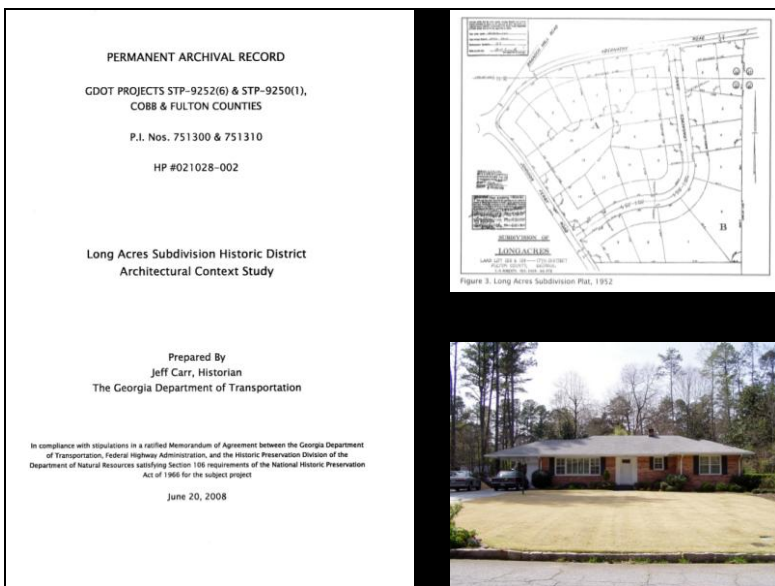 PERMANENT ARCHIVAL RECORD
GDOT PROJECTS STP-9252(6) & STP-9250(1),
COBB & FULTON COUNTIES
P.I. Nos. 751300 & 751310
HP #021028-002
Long Acres Subdivision Historic District
Architectural Context Study
Prepared By
Jeff Carr, Historian
The Georgia Department of Transportation
In compliance with stipulations in a ratified Memorandum of Agreement between the Georgia Department
of Transportation, Federal Highway Administration, and the Historic Preservation Division of the
Department of Natural Resources satisfying Section 106 requirements of the National Historic Preservation
Act of 1966 for the subject project
June 20, 2008
ROAD
B
SUBDIVISION OF
LONGACRES
FULTON COUNTY, GEORGIA
Figure 3. Long Acres Subdivision Plat, 1952